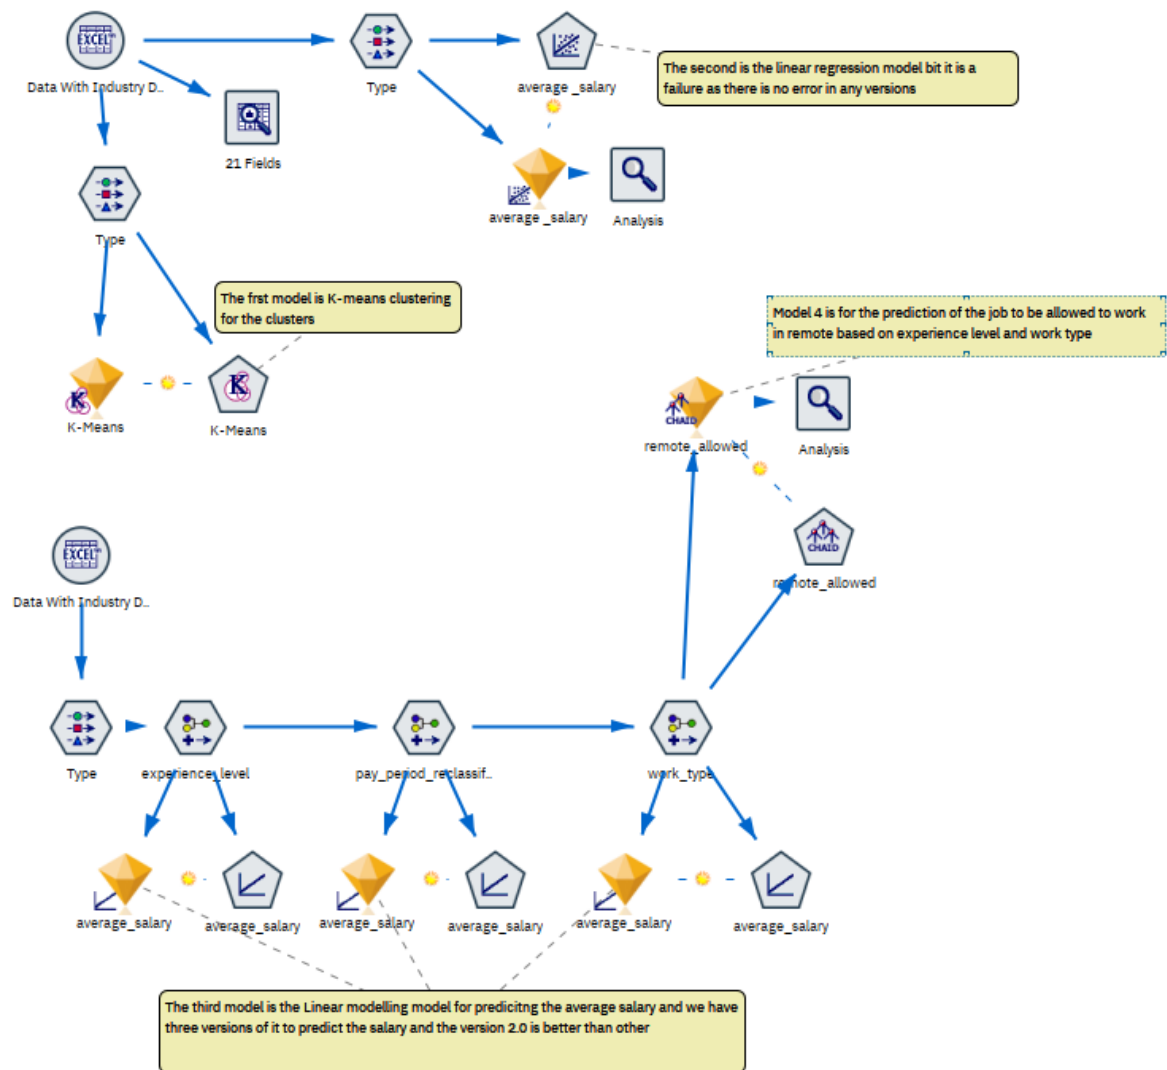 EXCEL
Data With Industry D..
Type
average _salary
The second is the linear regression model bit it is a
failure as there is no error in any versions
21 Fields
average _salary
Analysis
Type
The frst model is K-means clustering
for the clusters
K
K-Means
K
K-Means
Model 4 is for the prediction of the job to be allowed to work
in remote based on experience level and work type
CHAID
remote_allowed
Analysis
CHAID
remote_allowed
EXCEL
Data With Industry D..
Type
experience_level
pay_period_reclassif..
work_type
average_salary
average_salary
average_salary
average_salary
average_salary
average_salary
The third model is the Linear modelling model for predicitng the average salary and we have
three versions of it to predict the salary and the version 2.0 is better than other